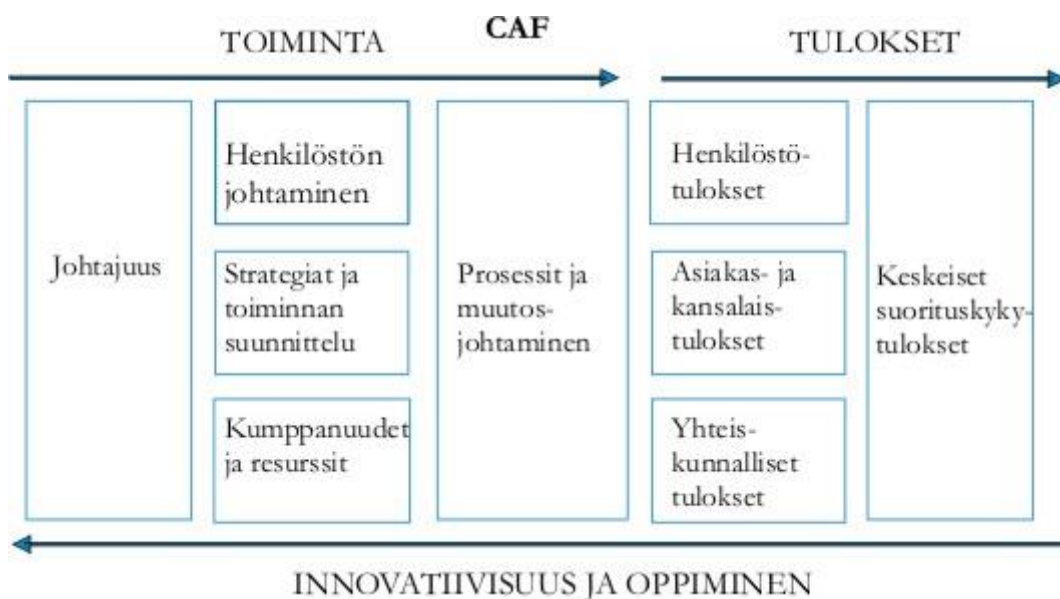 CAF
TOIMINTA
TULOKSET
Johtajuus
Henkilöstön
johtaminen
Strategiat ja
toiminnan
suunnittelu
Kumppanuudet
ja resurssit
Prosessit ja
muutos-
johtaminen
Henkilöstö-
tulokset
Asiakas- ja
kansalais-
tulokset
Yhteis-
kunnalliset
tulokset
Keskeiset
suorituskyky-
tulokset
INNOVATIIVISUUS JA OPPIMINEN